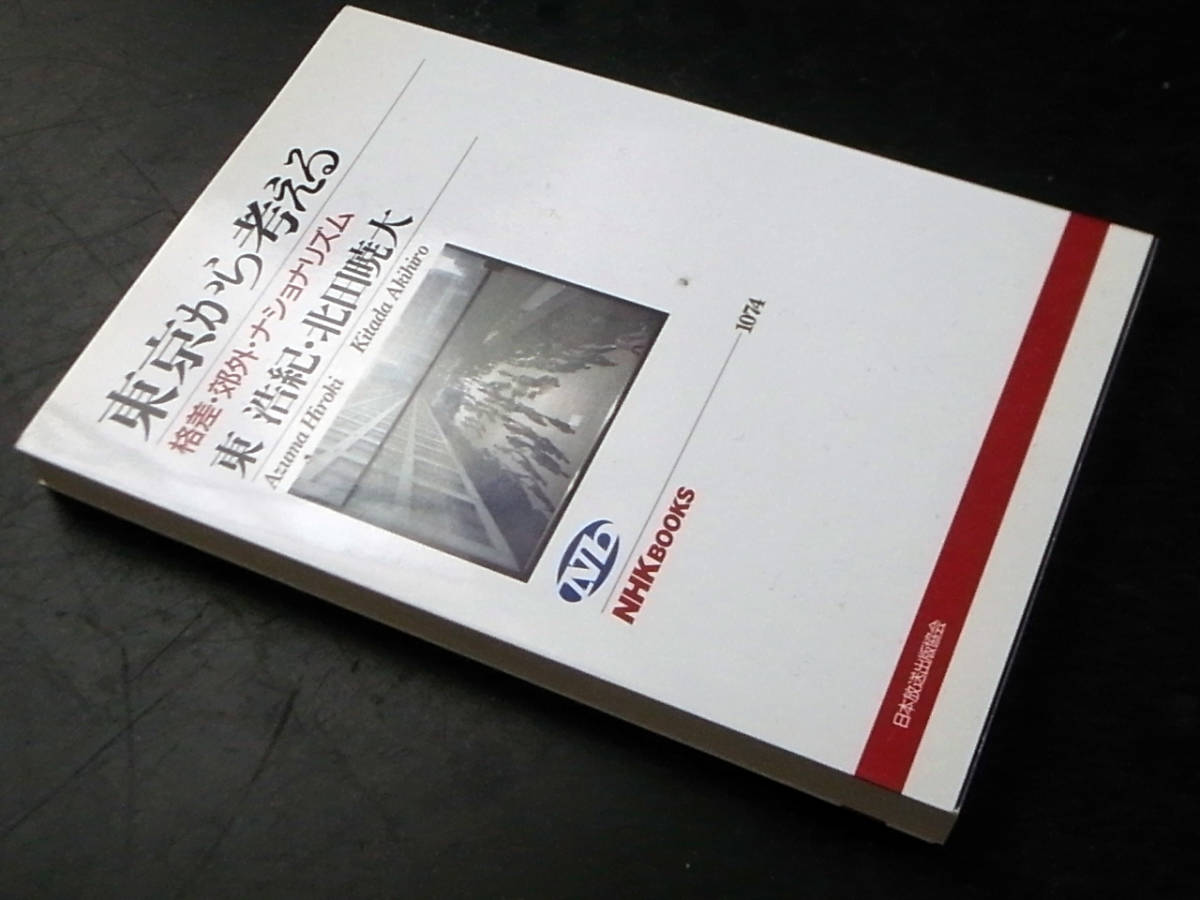 東京から考える
格差・郊外・ナショナリズム
東 浩紀・北田暁大
Azuma Hiroki Kitada Akihiro
1074
Nb
NHKBOOKS
日本放送出版協会